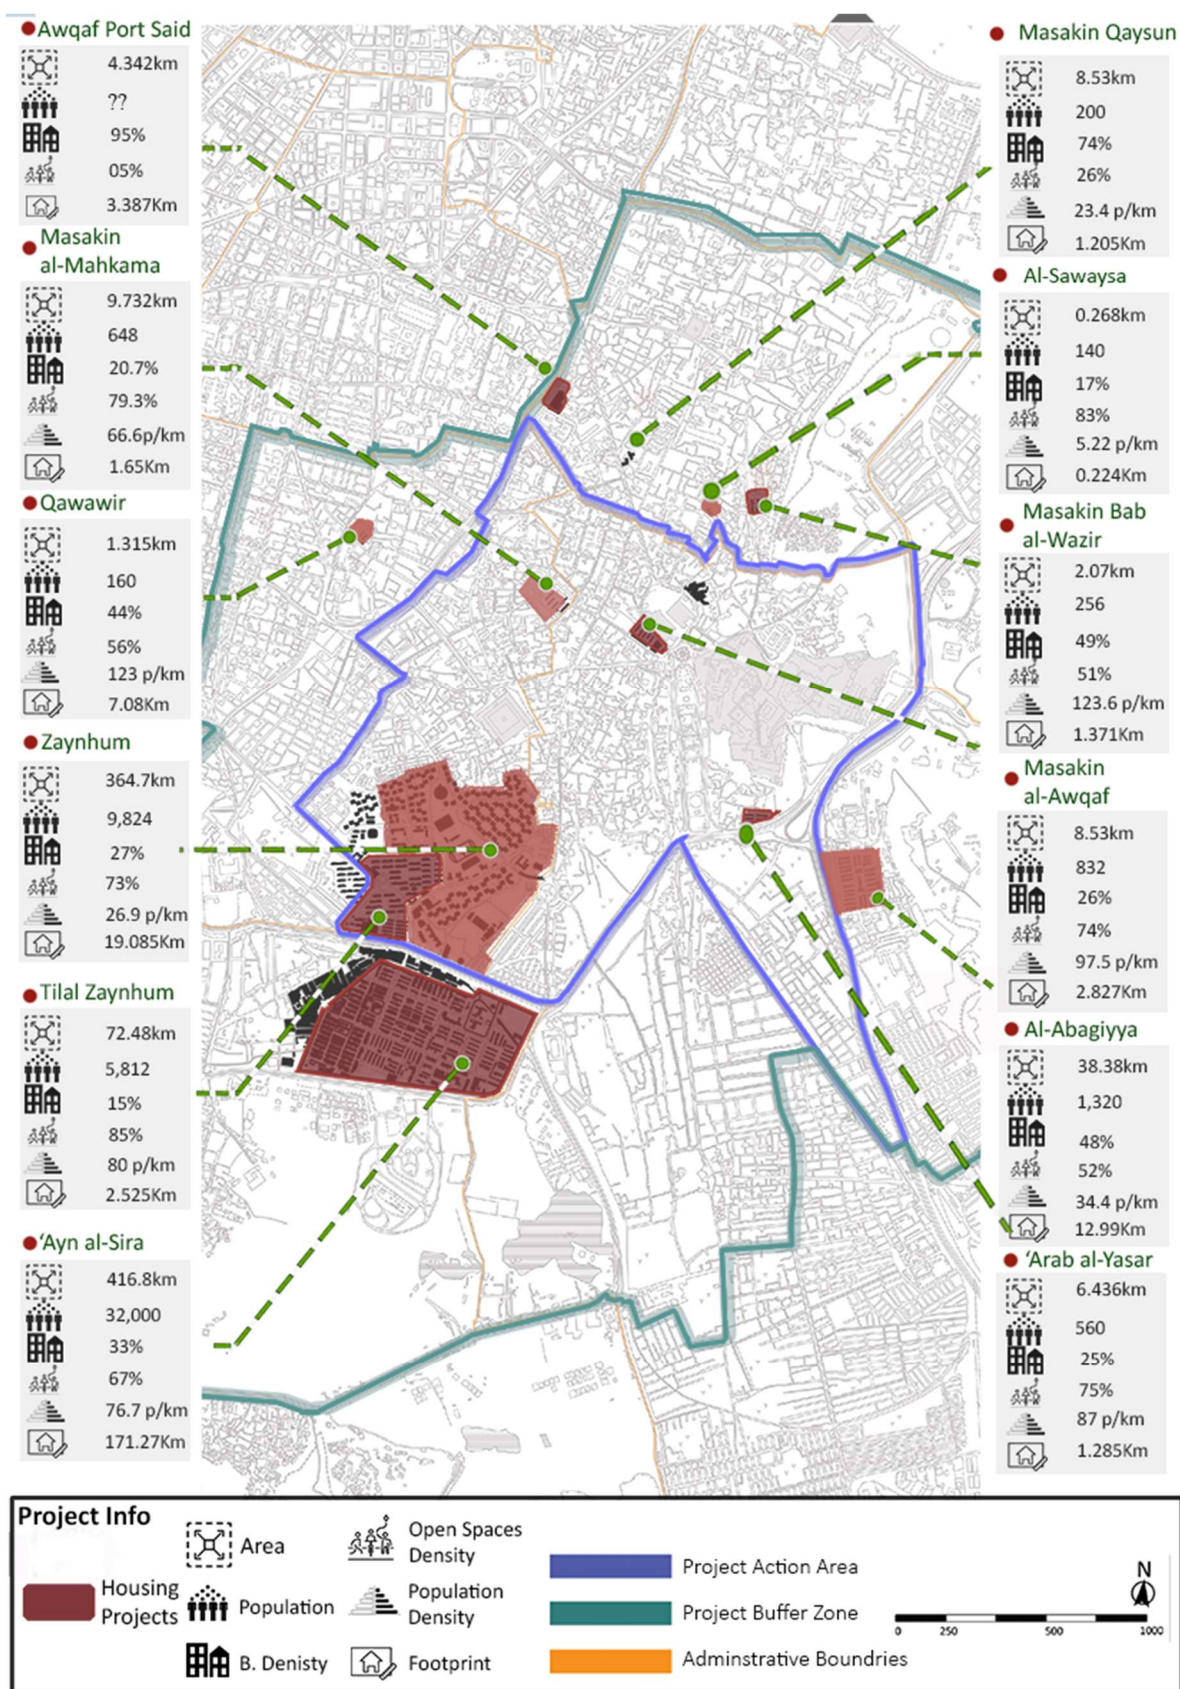 Awqaf Port Said
4.342km
??
95%
05%
3.387Km
Masakin
al-Mahkama
9.732km
648
20.7%
79.3%
66.6p/km
1.65Km
Qawawir
1.315km
160
44%
56%
123 p/km
7.08Km
Zaynhum
364.7km
9,824
27%
73%
26.9 p/km
19.085Km
Tilal Zaynhum
72.48km
5,812
15%
85%
80 p/km
2.525Km
‘Ayn al-Sira
416.8km
32,000
33%
67%
76.7 p/km
171.27Km
Masakin Qaysun
8.53km
200
74%
26%
23.4 p/km
1.205Km
Al-Sawaysa
0.268km
140
17%
83%
5.22 p/km
0.224Km
Masakin Bab
al-Wazir
2.07km
256
49%
51%
123.6 p/km
1.371Km
Masakin
al-Awqaf
8.53km
832
26%
74%
97.5 p/km
2.827Km
Al-Abagiyya
38.38km
1,320
48%
52%
34.4 p/km
12.99Km
‘Arab al-Yasar
6.436km
560
25%
75%
87 p/km
1.285Km
Project Info
Housing
Projects
Area
Population
B. Denisty
Open Spaces
Density
Population
Density
Footprint
Project Action Area
Project Buffer Zone
Adminstrative Boundries
N
0 250 500 1000